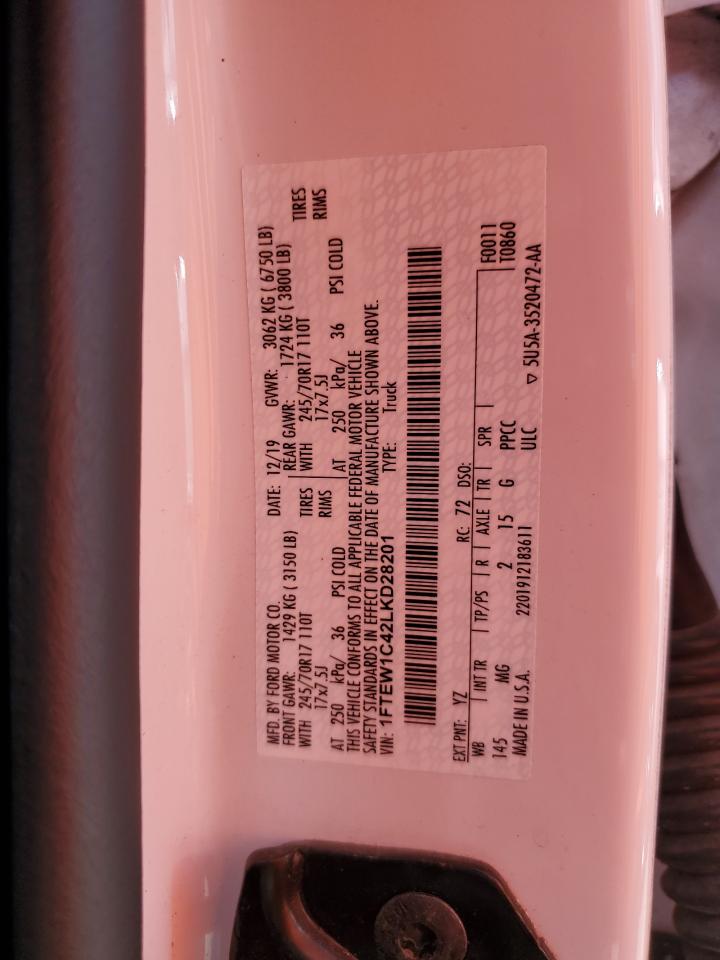 MFD. BY FORD MOTOR CO. DATE: 12/19 GVWR: 3062 KG ( 6750 LB)
FRONT GAWR: 1429 KG ( 3150 LB) REAR GAWR: 1724 KG ( 3800 LB)
WITH 245/70R17 110T TIRES WITH 245/70R17 110T TIRES
17x7.5J RIMS 17x7.5J RIMS
AT 250 kPa/ 36 PSI COLD AT 250 kPa/ 36 PSI COLD
THIS VEHICLE CONFORMS TO ALL APPLICABLE FEDERAL MOTOR VEHICLE
SAFETY STANDARDS IN EFFECT ON THE DATE OF MANUFACTURE SHOWN ABOVE.
VIN: 1FTEW1C42LKD28201 TYPE: Truck
EXT PNT: YZ RC: 72 DSO: F0011
WB INT TR TP/PS R AXLE TR SPR T0860
145 MG 2 15 G PPCC
MADE IN U.S.A. 2201912183611 ULC ▽ 5U5A-3520472-AA